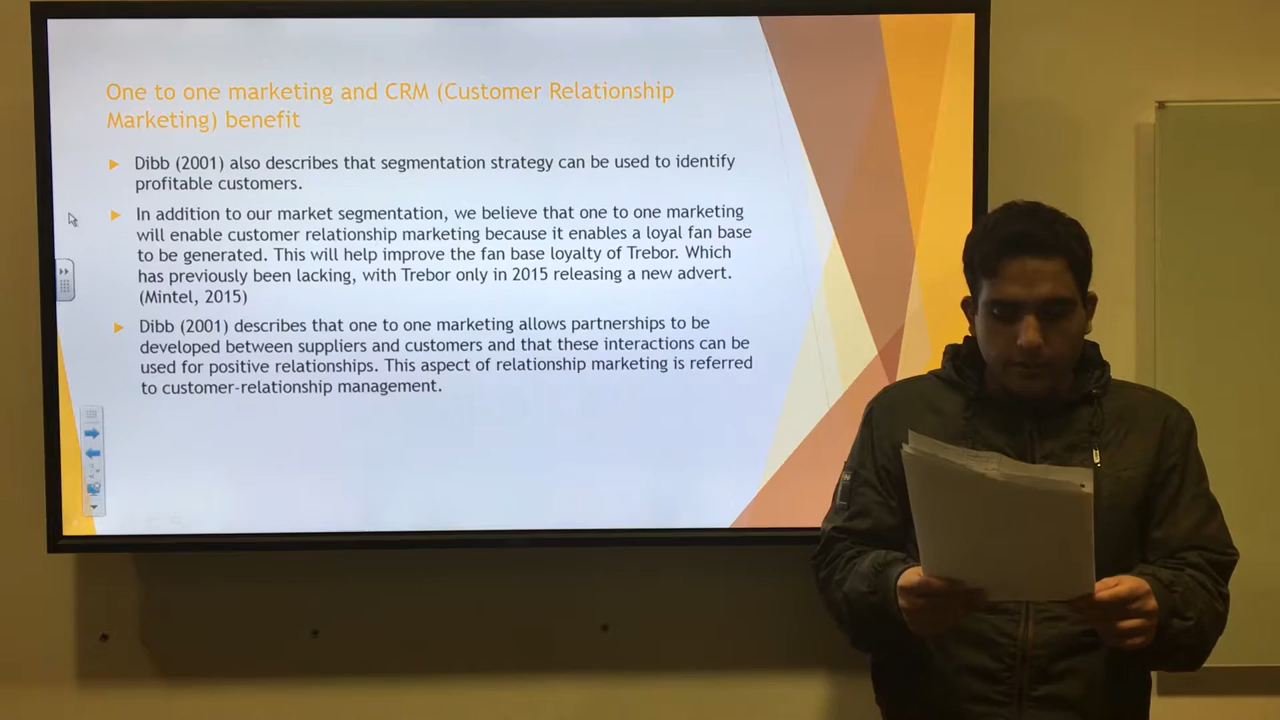 One to one marketing and CRM (Customer Relationship
Marketing) benefit
Dibb (2001) also describes that segmentation strategy can be used to identify
profitable customers.
In addition to our market segmentation, we believe that one to one marketing
will enable customer relationship marketing because it enables a loyal fan base
to be generated. This will help improve the fan base loyalty of Trebor. Which
has previously been lacking, with Trebor only in 2015 releasing a new advert.
(Mintel, 2015)
Dibb (2001) describes that one to one marketing allows partnerships to be
developed between suppliers and customers and that these interactions can be
used for positive relationships. This aspect of relationship marketing is referred
to customer-relationship management.